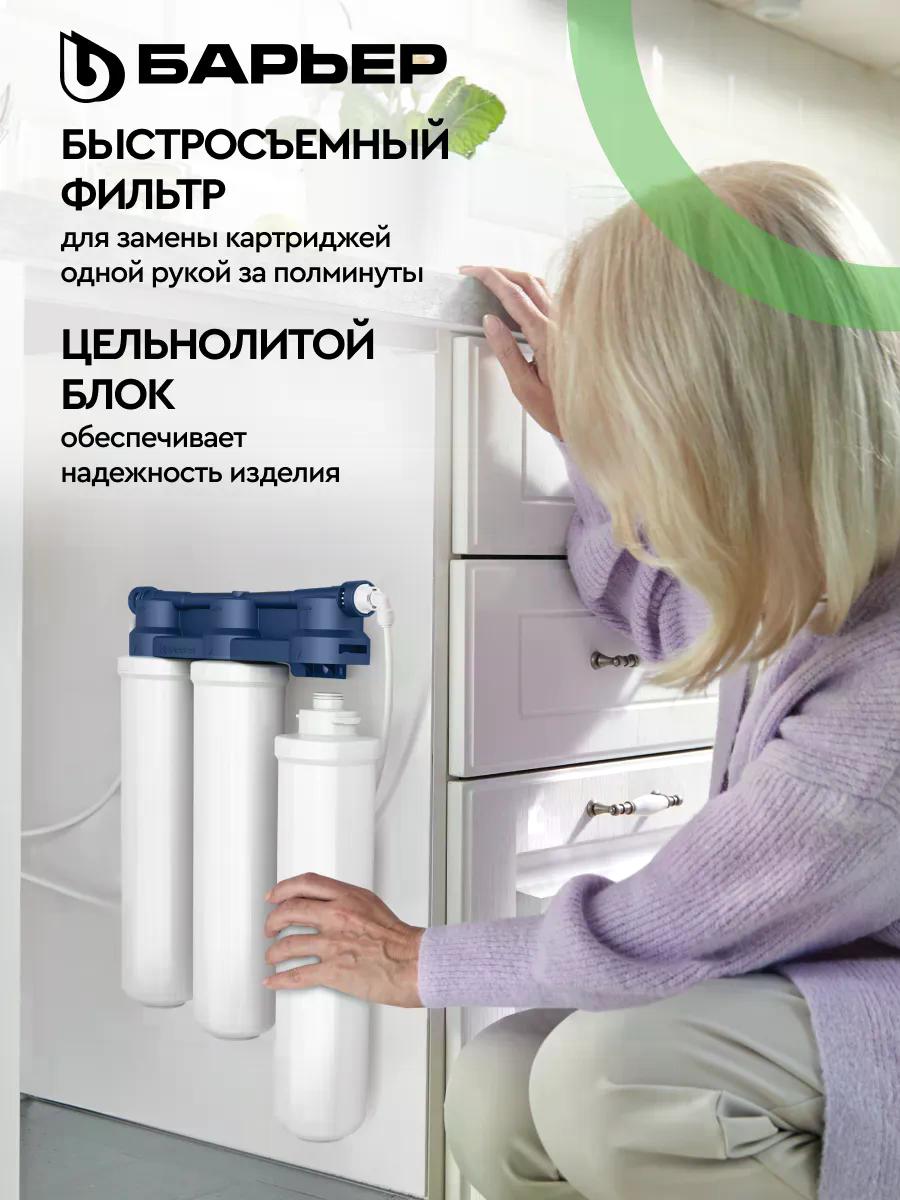 БАРЬЕР
БЫСТРОСЪЕМНЫЙ
ФИЛЬТР
для замены картриджей
одной рукой за полминуты
ЦЕЛЬНОЛИТОЙ
БЛОК
обеспечивает
надежность изделия